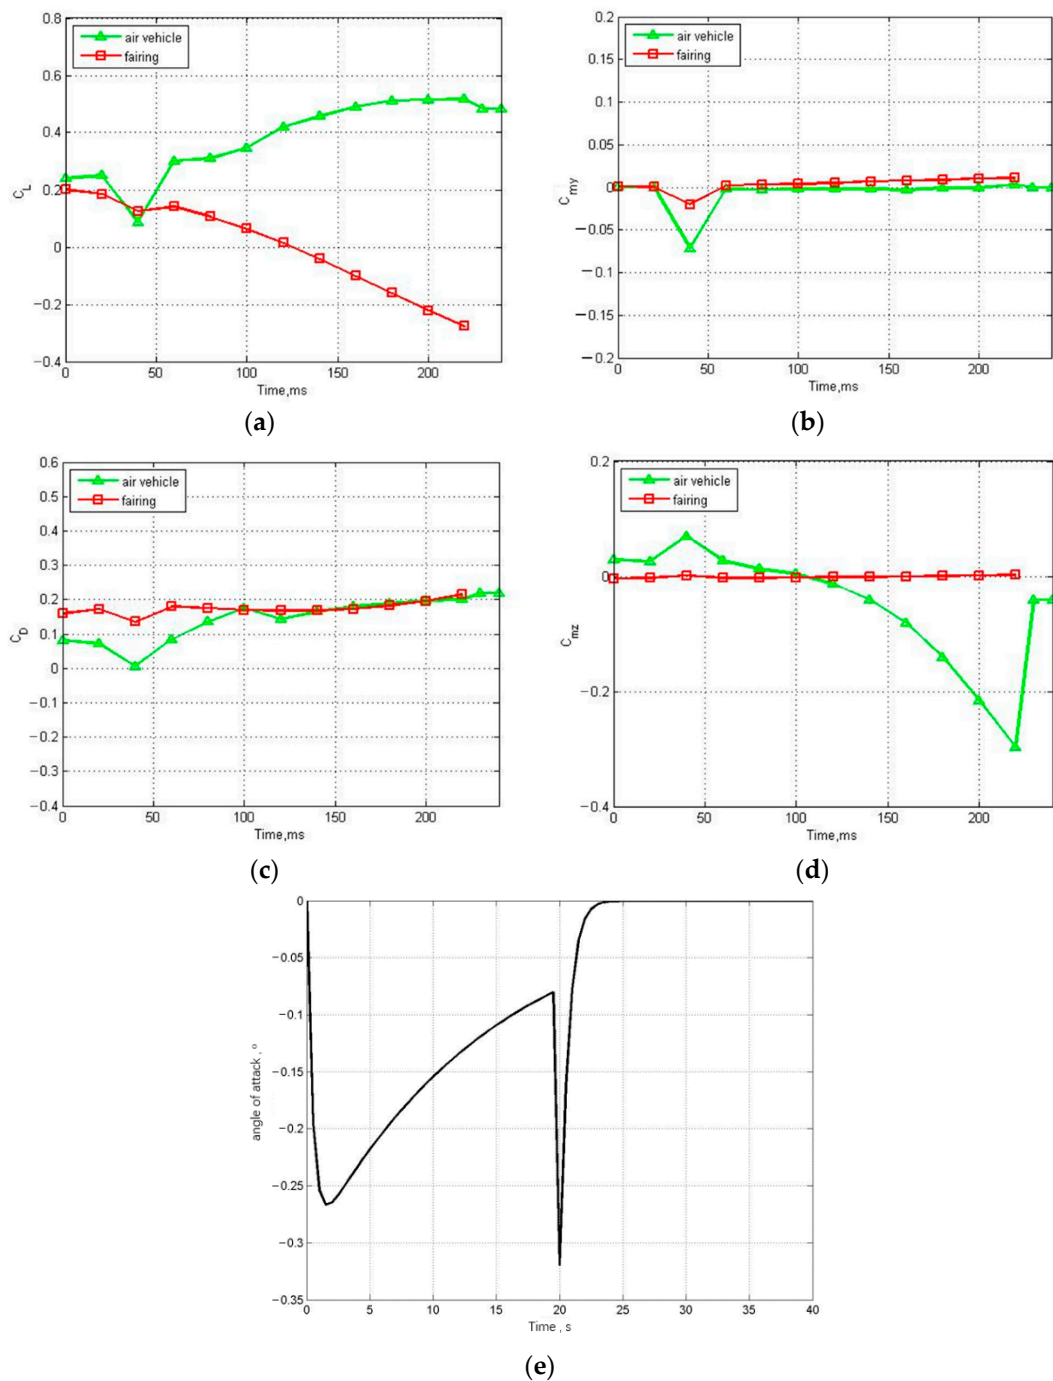 0.8
air vehicle
fairing
0.6
0.4
0.2
0
−0.2
−0.4
C_L
0
50
100
150
200
Time,ms
(a)
0.2
air vehicle
fairing
0.15
0.1
0.05
0
−0.05
−0.1
−0.15
−0.2
C_my
0
50
100
150
200
Time,ms
(b)
0.6
air vehicle
fairing
0.5
0.4
0.3
0.2
0.1
0
−0.1
−0.2
−0.3
−0.4
C_D
0
50
100
150
200
Time,ms
(c)
0.2
air vehicle
fairing
0
−0.2
−0.4
C_mz
0
50
100
150
200
Time,ms
(d)
0
−0.05
−0.1
−0.15
−0.2
−0.25
−0.3
−0.35
angle of attack , °
0
5
10
15
20
25
30
35
40
Time , s
(e)